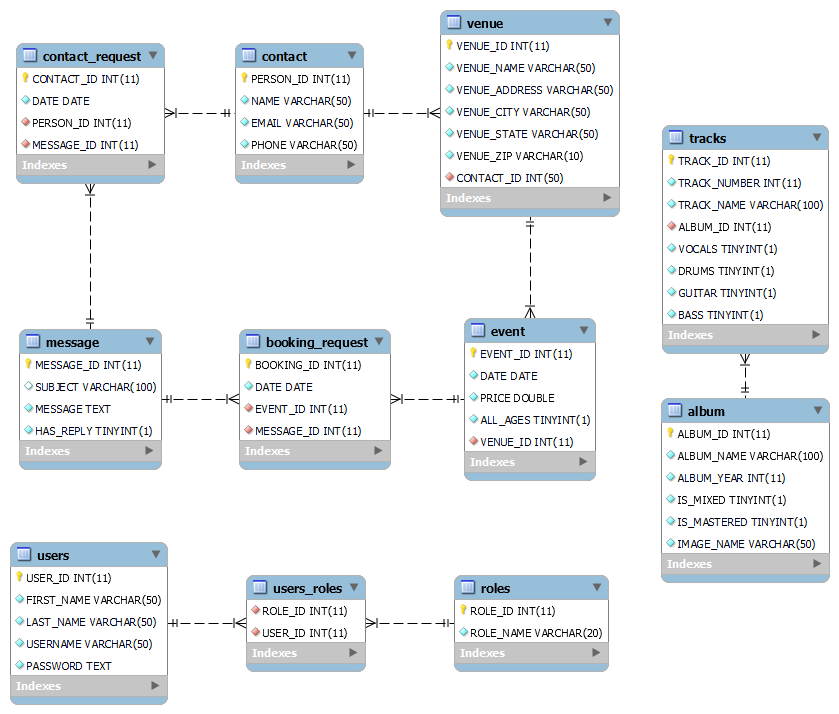 contact_request
CONTACT_ID INT(11)
DATE DATE
PERSON_ID INT(11)
MESSAGE_ID INT(11)
Indexes
contact
PERSON_ID INT(11)
NAME VARCHAR(50)
EMAIL VARCHAR(50)
PHONE VARCHAR(50)
Indexes
venue
VENUE_ID INT(11)
VENUE_NAME VARCHAR(50)
VENUE_ADDRESS VARCHAR(50)
VENUE_CITY VARCHAR(50)
VENUE_STATE VARCHAR(50)
VENUE_ZIP VARCHAR(10)
CONTACT_ID INT(50)
Indexes
tracks
TRACK_ID INT(11)
TRACK_NUMBER INT(11)
TRACK_NAME VARCHAR(100)
ALBUM_ID INT(11)
VOCALS TINYINT(1)
DRUMS TINYINT(1)
GUITAR TINYINT(1)
BASS TINYINT(1)
Indexes
message
MESSAGE_ID INT(11)
SUBJECT VARCHAR(100)
MESSAGE TEXT
HAS_REPLY TINYINT(1)
Indexes
booking_request
BOOKING_ID INT(11)
DATE DATE
EVENT_ID INT(11)
MESSAGE_ID INT(11)
Indexes
event
EVENT_ID INT(11)
DATE DATE
PRICE DOUBLE
ALL_AGES TINYINT(1)
VENUE_ID INT(11)
Indexes
album
ALBUM_ID INT(11)
ALBUM_NAME VARCHAR(100)
ALBUM_YEAR INT(11)
IS_MIXED TINYINT(1)
IS_MASTERED TINYINT(1)
IMAGE_NAME VARCHAR(50)
Indexes
users
USER_ID INT(11)
FIRST_NAME VARCHAR(50)
LAST_NAME VARCHAR(50)
USERNAME VARCHAR(50)
PASSWORD TEXT
Indexes
users_roles
ROLE_ID INT(11)
USER_ID INT(11)
Indexes
roles
ROLE_ID INT(11)
ROLE_NAME VARCHAR(20)
Indexes